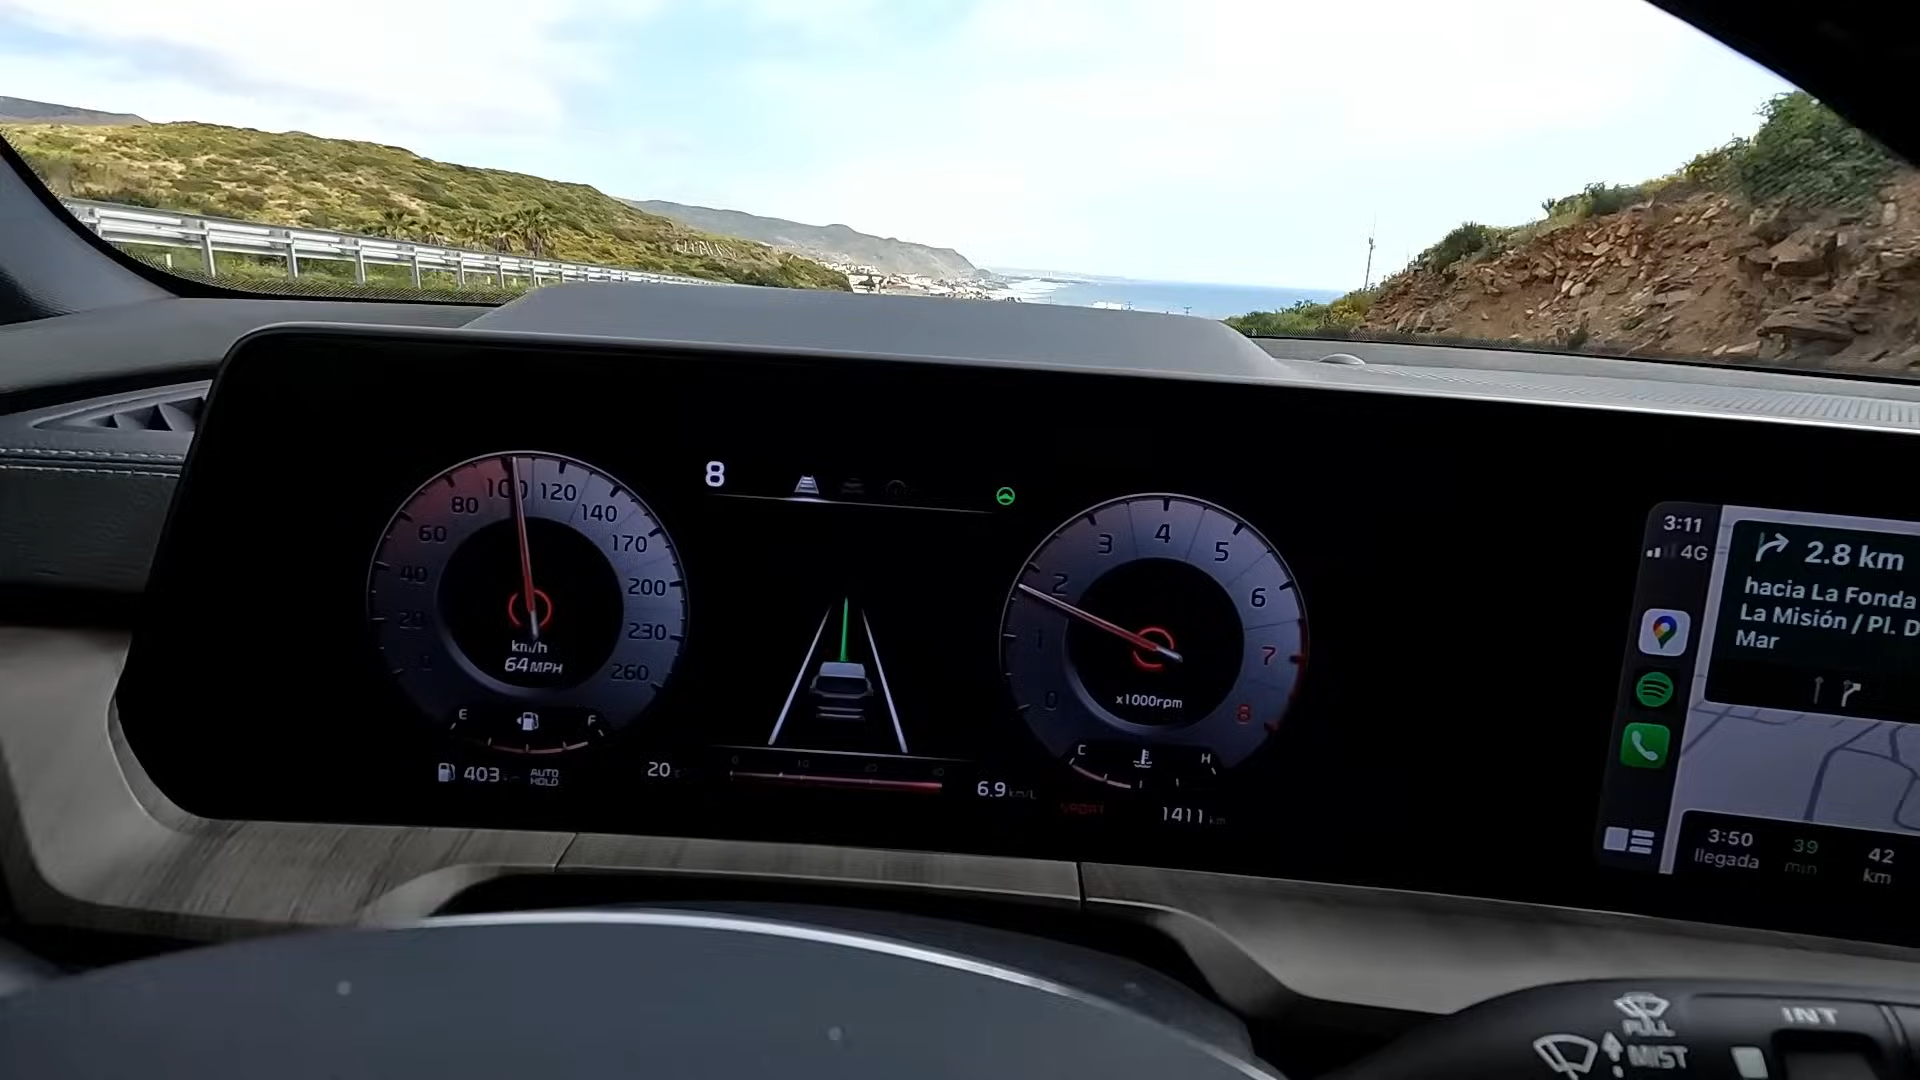 8
0
20
40
60
80
100
120
140
170
200
230
260
km/h
64 MPH
E
F
403
AUTO
HOLD
20
6.9 km/L
0
1
2
3
4
5
6
7
8
x1000rpm
C
H
SPORT
1411 km
3:11
4G
2.8 km
hacia La Fonda
La Misión / Pl. D
Mar
3:50
llegada
39
min
42
km
PULL
MIST
INT